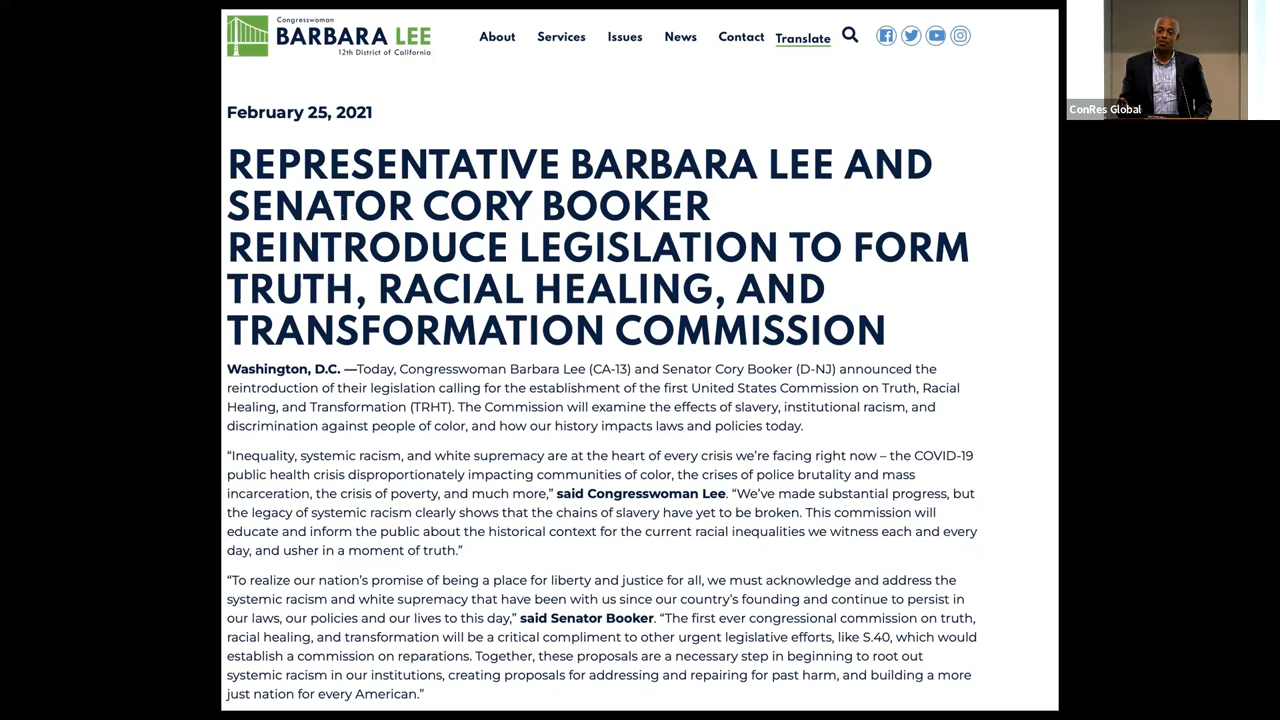 Congresswoman
BARBARA LEE
12th District of California
About Services Issues News Contact Translate
ConRes Global
February 25, 2021
REPRESENTATIVE BARBARA LEE AND
SENATOR CORY BOOKER
REINTRODUCE LEGISLATION TO FORM
TRUTH, RACIAL HEALING, AND
TRANSFORMATION COMMISSION
Washington, D.C. —Today, Congresswoman Barbara Lee (CA-13) and Senator Cory Booker (D-NJ) announced the
reintroduction of their legislation calling for the establishment of the first United States Commission on Truth, Racial
Healing, and Transformation (TRHT). The Commission will examine the effects of slavery, institutional racism, and
discrimination against people of color, and how our history impacts laws and policies today.
“Inequality, systemic racism, and white supremacy are at the heart of every crisis we’re facing right now – the COVID-19
public health crisis disproportionately impacting communities of color, the crises of police brutality and mass
incarceration, the crisis of poverty, and much more,” said Congresswoman Lee. “We’ve made substantial progress, but
the legacy of systemic racism clearly shows that the chains of slavery have yet to be broken. This commission will
educate and inform the public about the historical context for the current racial inequalities we witness each and every
day, and usher in a moment of truth.”
“To realize our nation’s promise of being a place for liberty and justice for all, we must acknowledge and address the
systemic racism and white supremacy that have been with us since our country’s founding and continue to persist in
our laws, our policies and our lives to this day,” said Senator Booker. “The first ever congressional commission on truth,
racial healing, and transformation will be a critical compliment to other urgent legislative efforts, like S.40, which would
establish a commission on reparations. Together, these proposals are a necessary step in beginning to root out
systemic racism in our institutions, creating proposals for addressing and repairing for past harm, and building a more
just nation for every American.”